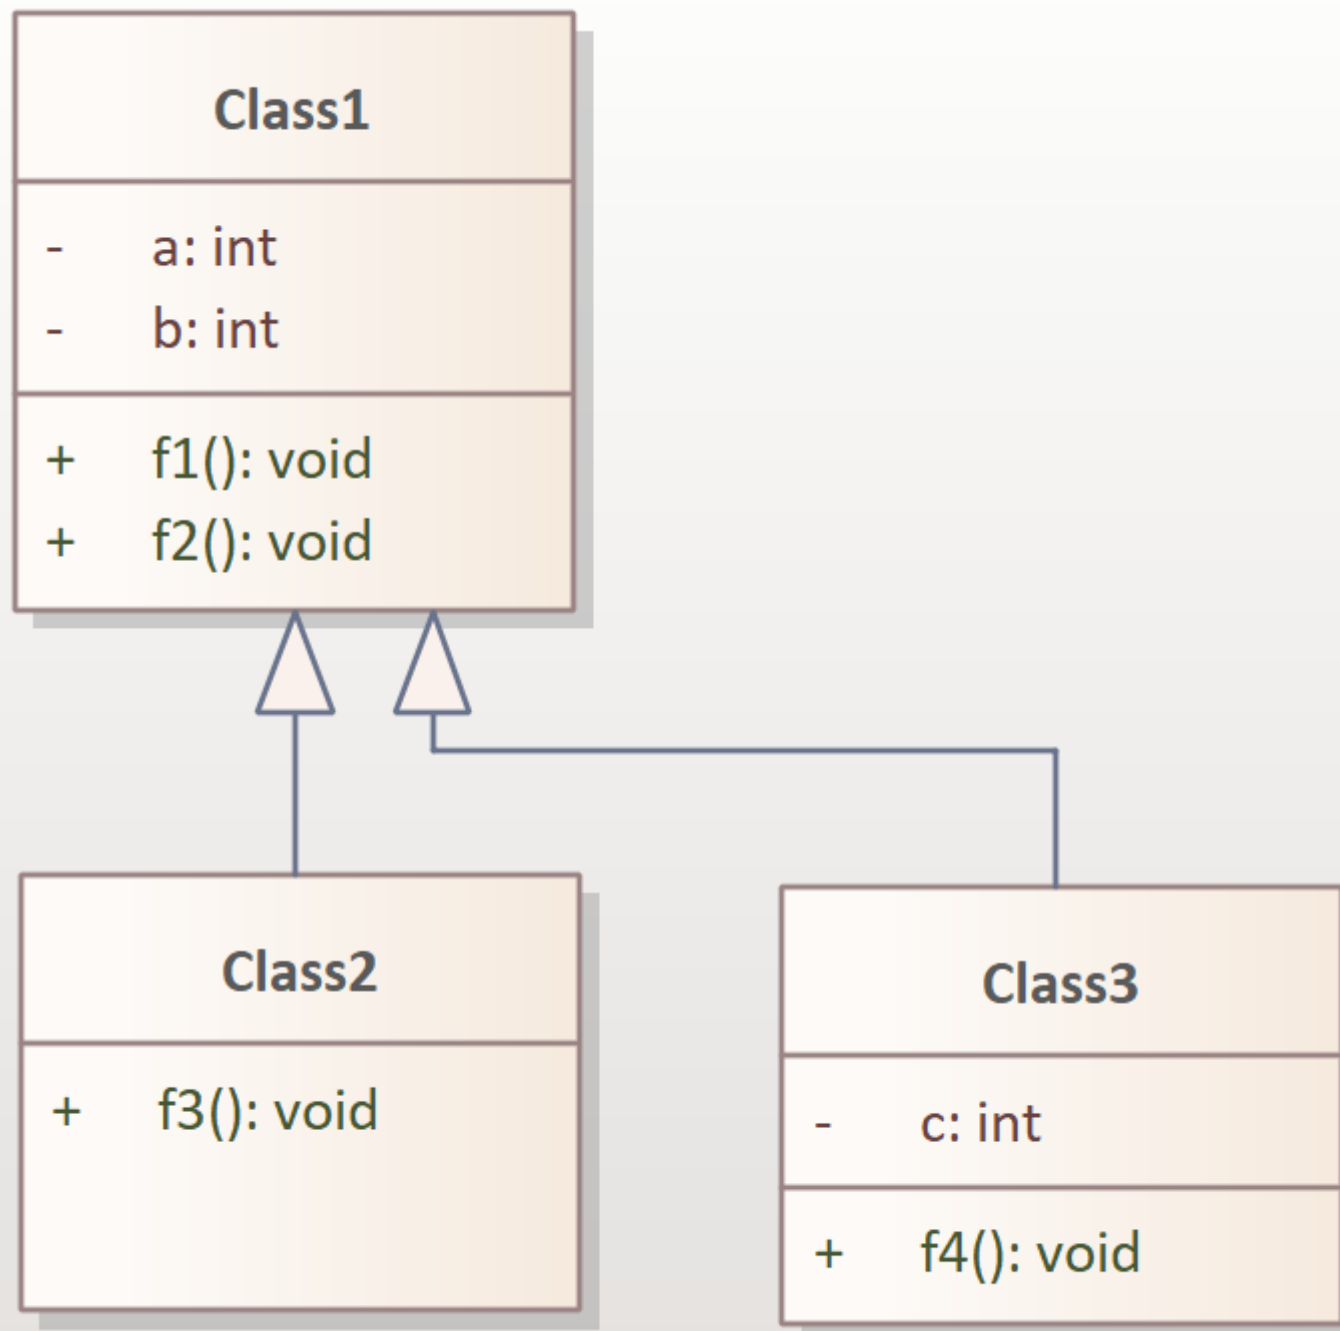 Class1
- a: int
- b: int
+ f1(): void
+ f2(): void
Class2
+ f3(): void
Class3
- c: int
+ f4(): void